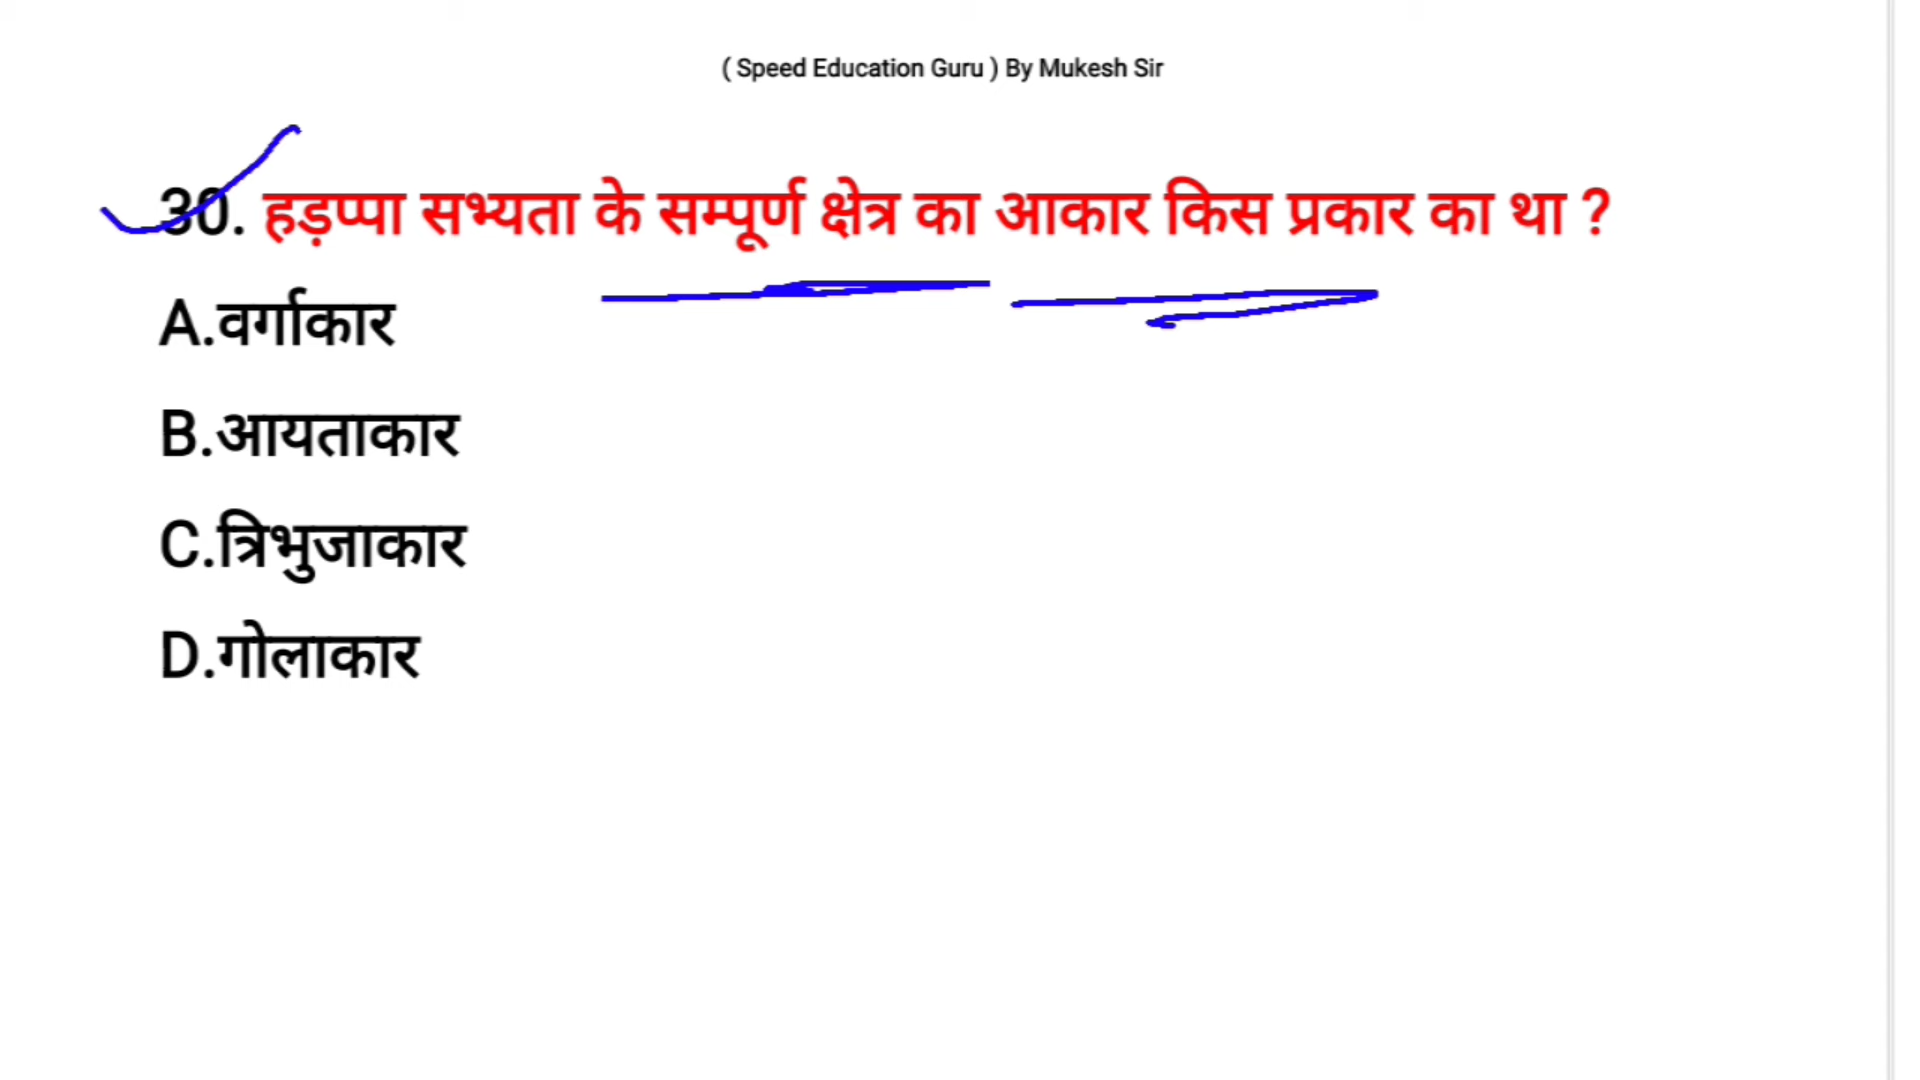 ( Speed Education Guru ) By Mukesh Sir
30. हड़प्पा सभ्यता के सम्पूर्ण क्षेत्र का आकार किस प्रकार का था ?
A.वर्गाकार
B.आयताकार
C.त्रिभुजाकार
D.गोलाकार